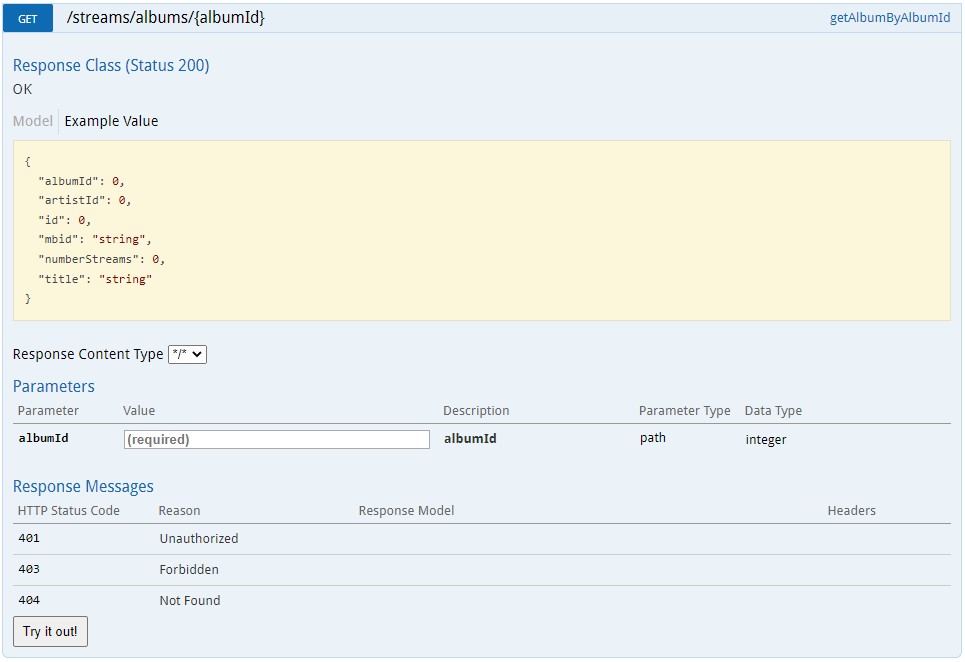 GET /streams/albums/{albumId} getAlbumByAlbumId
Response Class (Status 200)
OK
Model Example Value
{
"albumId": 0,
"artistId": 0,
"id": 0,
"mbid": "string",
"numberStreams": 0,
"title": "string"
}
Response Content Type */*
Parameters
Parameter Value Description Parameter Type Data Type
albumId (required) albumId path integer
Response Messages
HTTP Status Code Reason Response Model Headers
401 Unauthorized
403 Forbidden
404 Not Found
Try it out!